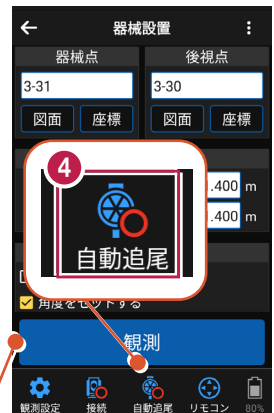 器械設置
器械点 後視点
3-31 3-30
図面 座標 図面 座標
.400 m
.400 m
4
自動追尾
角度をセットする
観測
観測設定 接続 自動追尾 リモコン 80%